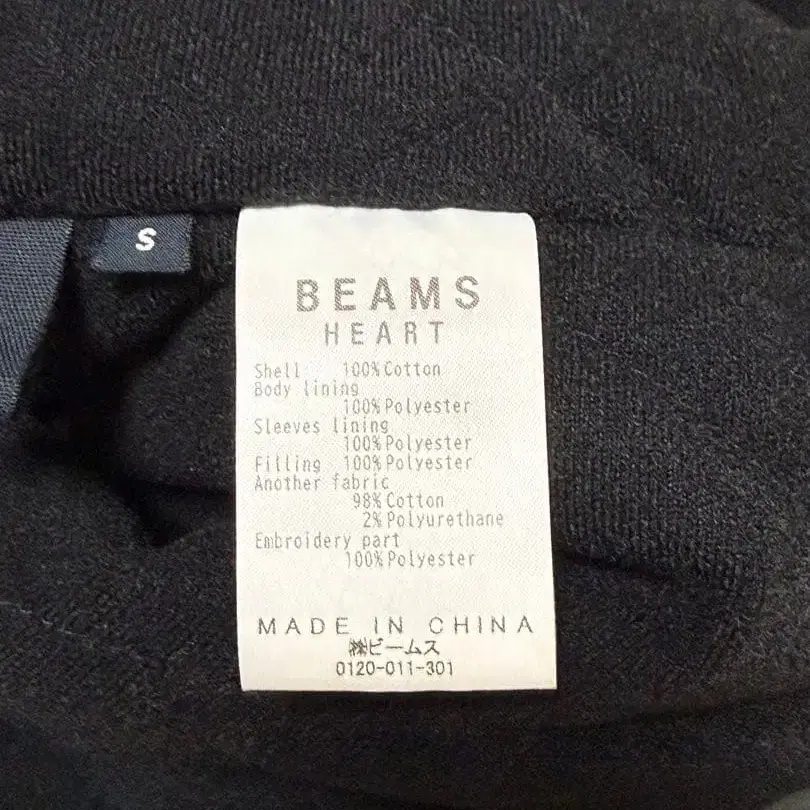 S
BEAMS
HEART
Shell 100%Cotton
Body lining
100%Polyester
Sleeves lining
100%Polyester
Filling 100%Polyester
Another fabric
98%Cotton
2%Polyurethane
Embroidery part
100%Polyester
MADE IN CHINA
㈱ビームス
0120-011-301